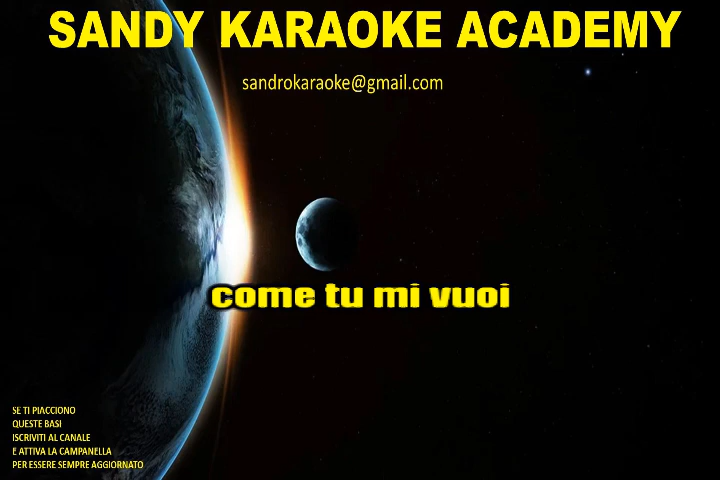 SANDY KARAOKE ACADEMY
sandrokaraoke@gmail.com
come tu mi vuoi
SE TI PIACCIONO
QUESTE BASI
ISCRIVITI AL CANALE
E ATTIVA LA CAMPANELLA
PER ESSERE SEMPRE AGGIORNATO